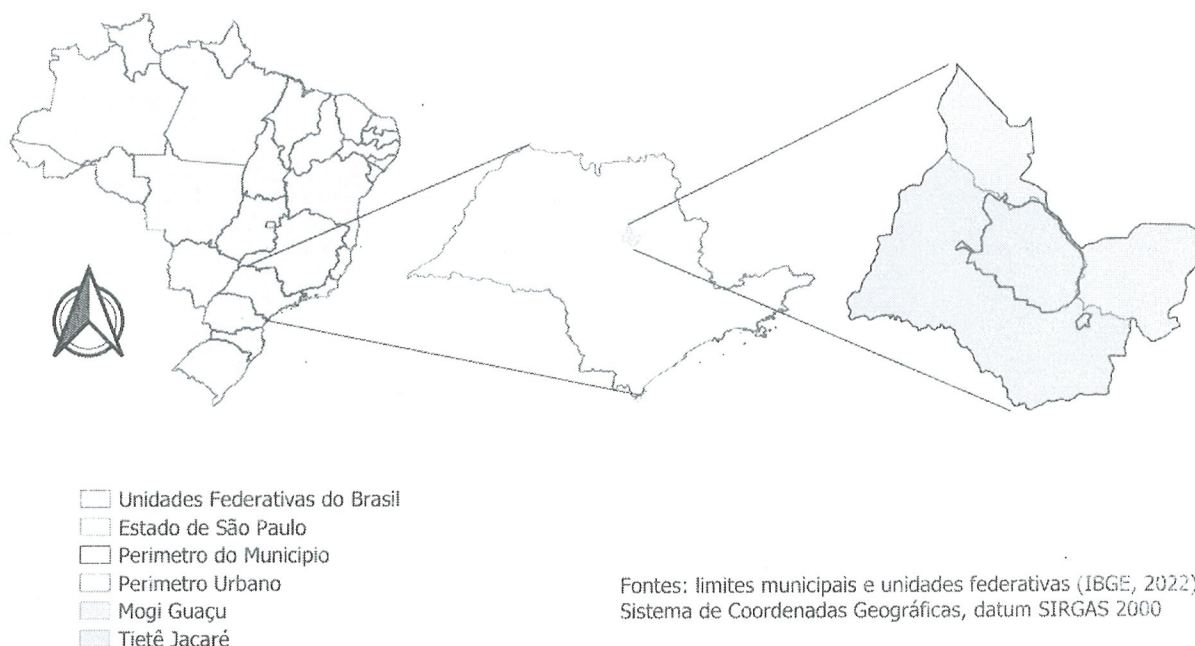 Unidades Federativas do Brasil
Estado de São Paulo
Perimetro do Municipio
Perimetro Urbano
Mogi Guaçu
Tietê Jacaré
Fontes: limites municipais e unidades federativas (IBGE, 2022)
Sistema de Coordenadas Geográficas, datum SIRGAS 2000